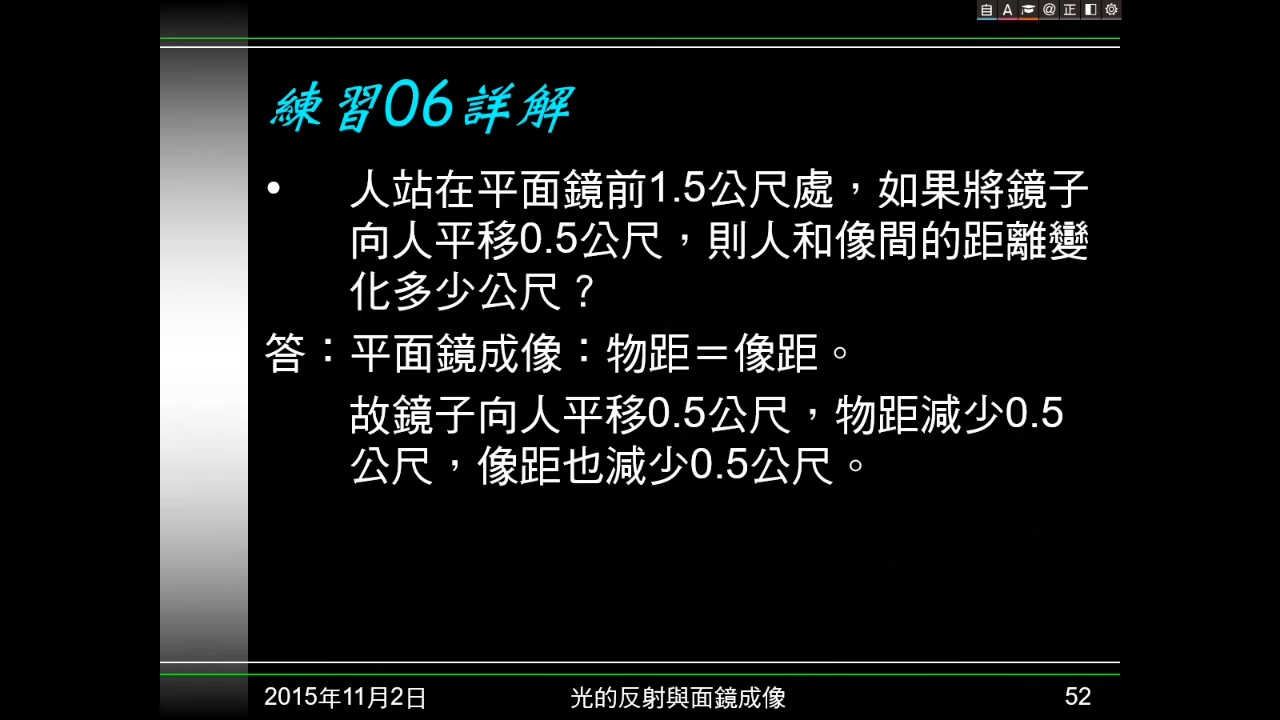 自 A @ 正
練習06詳解
• 人站在平面鏡前1.5公尺處，如果將鏡子
向人平移0.5公尺，則人和像間的距離變
化多少公尺？
答：平面鏡成像：物距＝像距。
故鏡子向人平移0.5公尺，物距減少0.5
公尺，像距也減少0.5公尺。
2015年11月2日 光的反射與面鏡成像 52